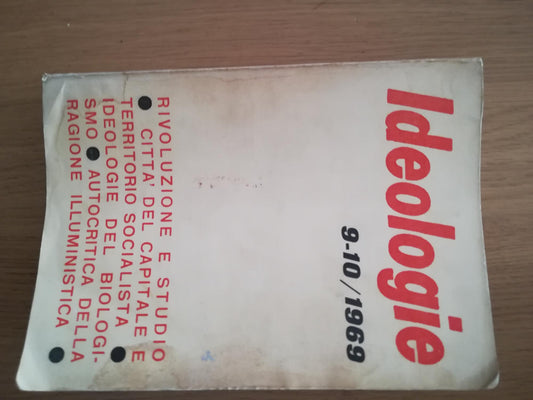 Ideologie
9-10/1969
RIVOLUZIONE E STUDIO
● CITTA' DEL CAPITALE E
TERRITORIO SOCIALISTA ●
IDEOLOGIE DEL BIOLOGI-
SMO ● AUTOCRITICA DELLA
RAGIONE ILLUMINISTICA ●